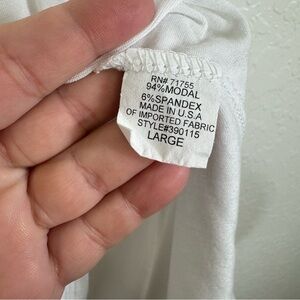 RN# 71755
94%MODAL
6%SPANDEX
MADE IN U.S.A
OF IMPORTED FABRIC
STYLE#390115
LARGE